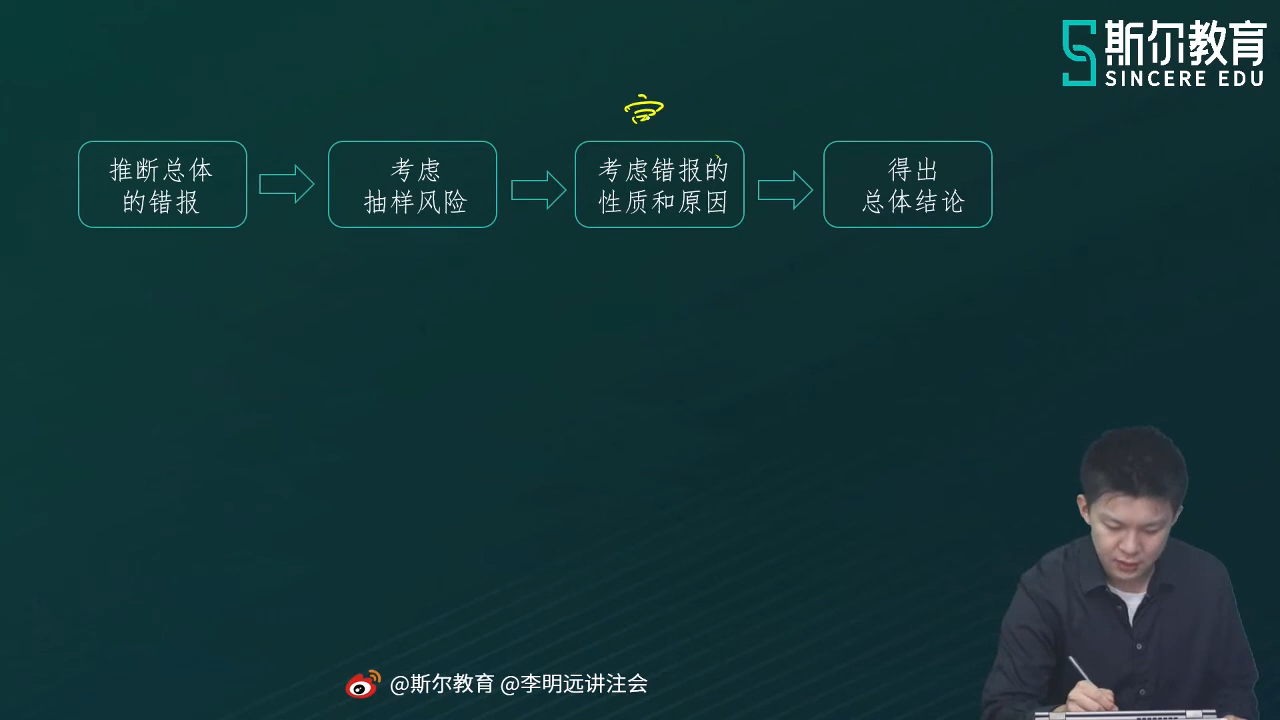 斯尔教育
SINCERE EDU
推断总体
的错报
考虑
抽样风险
考虑错报的
性质和原因
得出
总体结论
@斯尔教育 @李明远讲注会